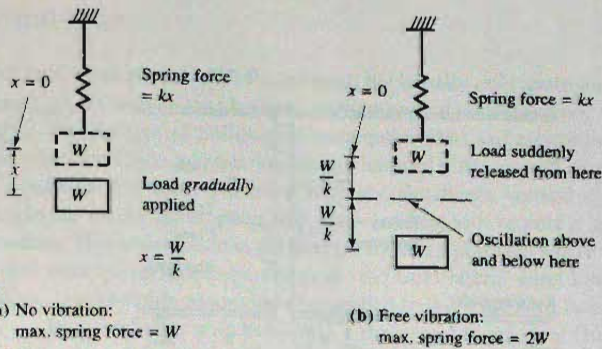 x = 0
Spring force
= kx
W
x
W
Load gradually
applied
x = W/k
) No vibration:
max. spring force = W
x = 0
Spring force = kx
W
Load suddenly
released from here
W/k
W/k
W
Oscillation above
and below here
(b) Free vibration:
max. spring force = 2W